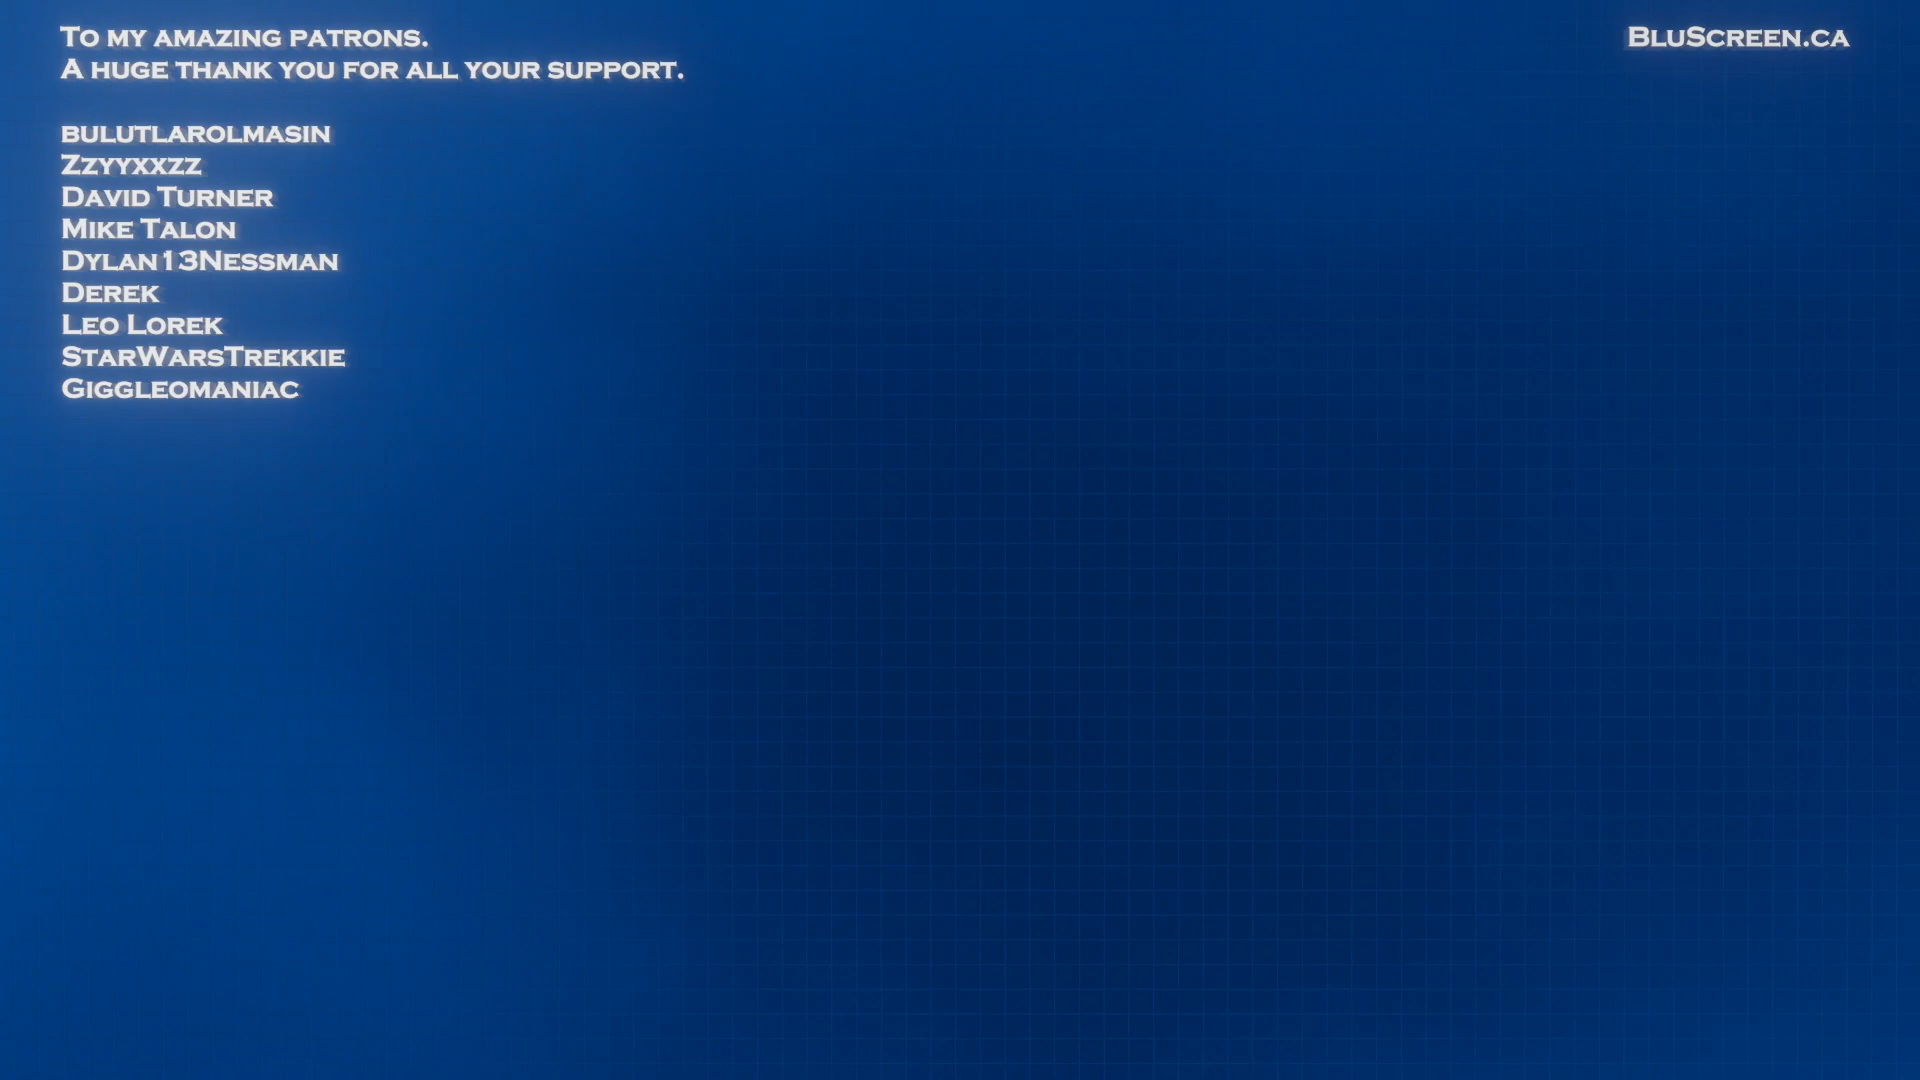 To my amazing patrons.
A huge thank you for all your support.
BluScreen.ca
bulutlarolmasin
Zzyyxxzz
David Turner
Mike Talon
Dylan13Nessman
Derek
Leo Lorek
StarWarsTrekkie
Giggleomaniac